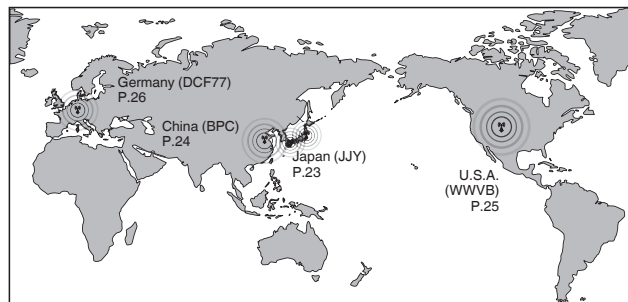 Germany (DCF77)
P.26
China (BPC)
P.24
Japan (JJY)
P.23
U.S.A.
(WWVB)
P.25